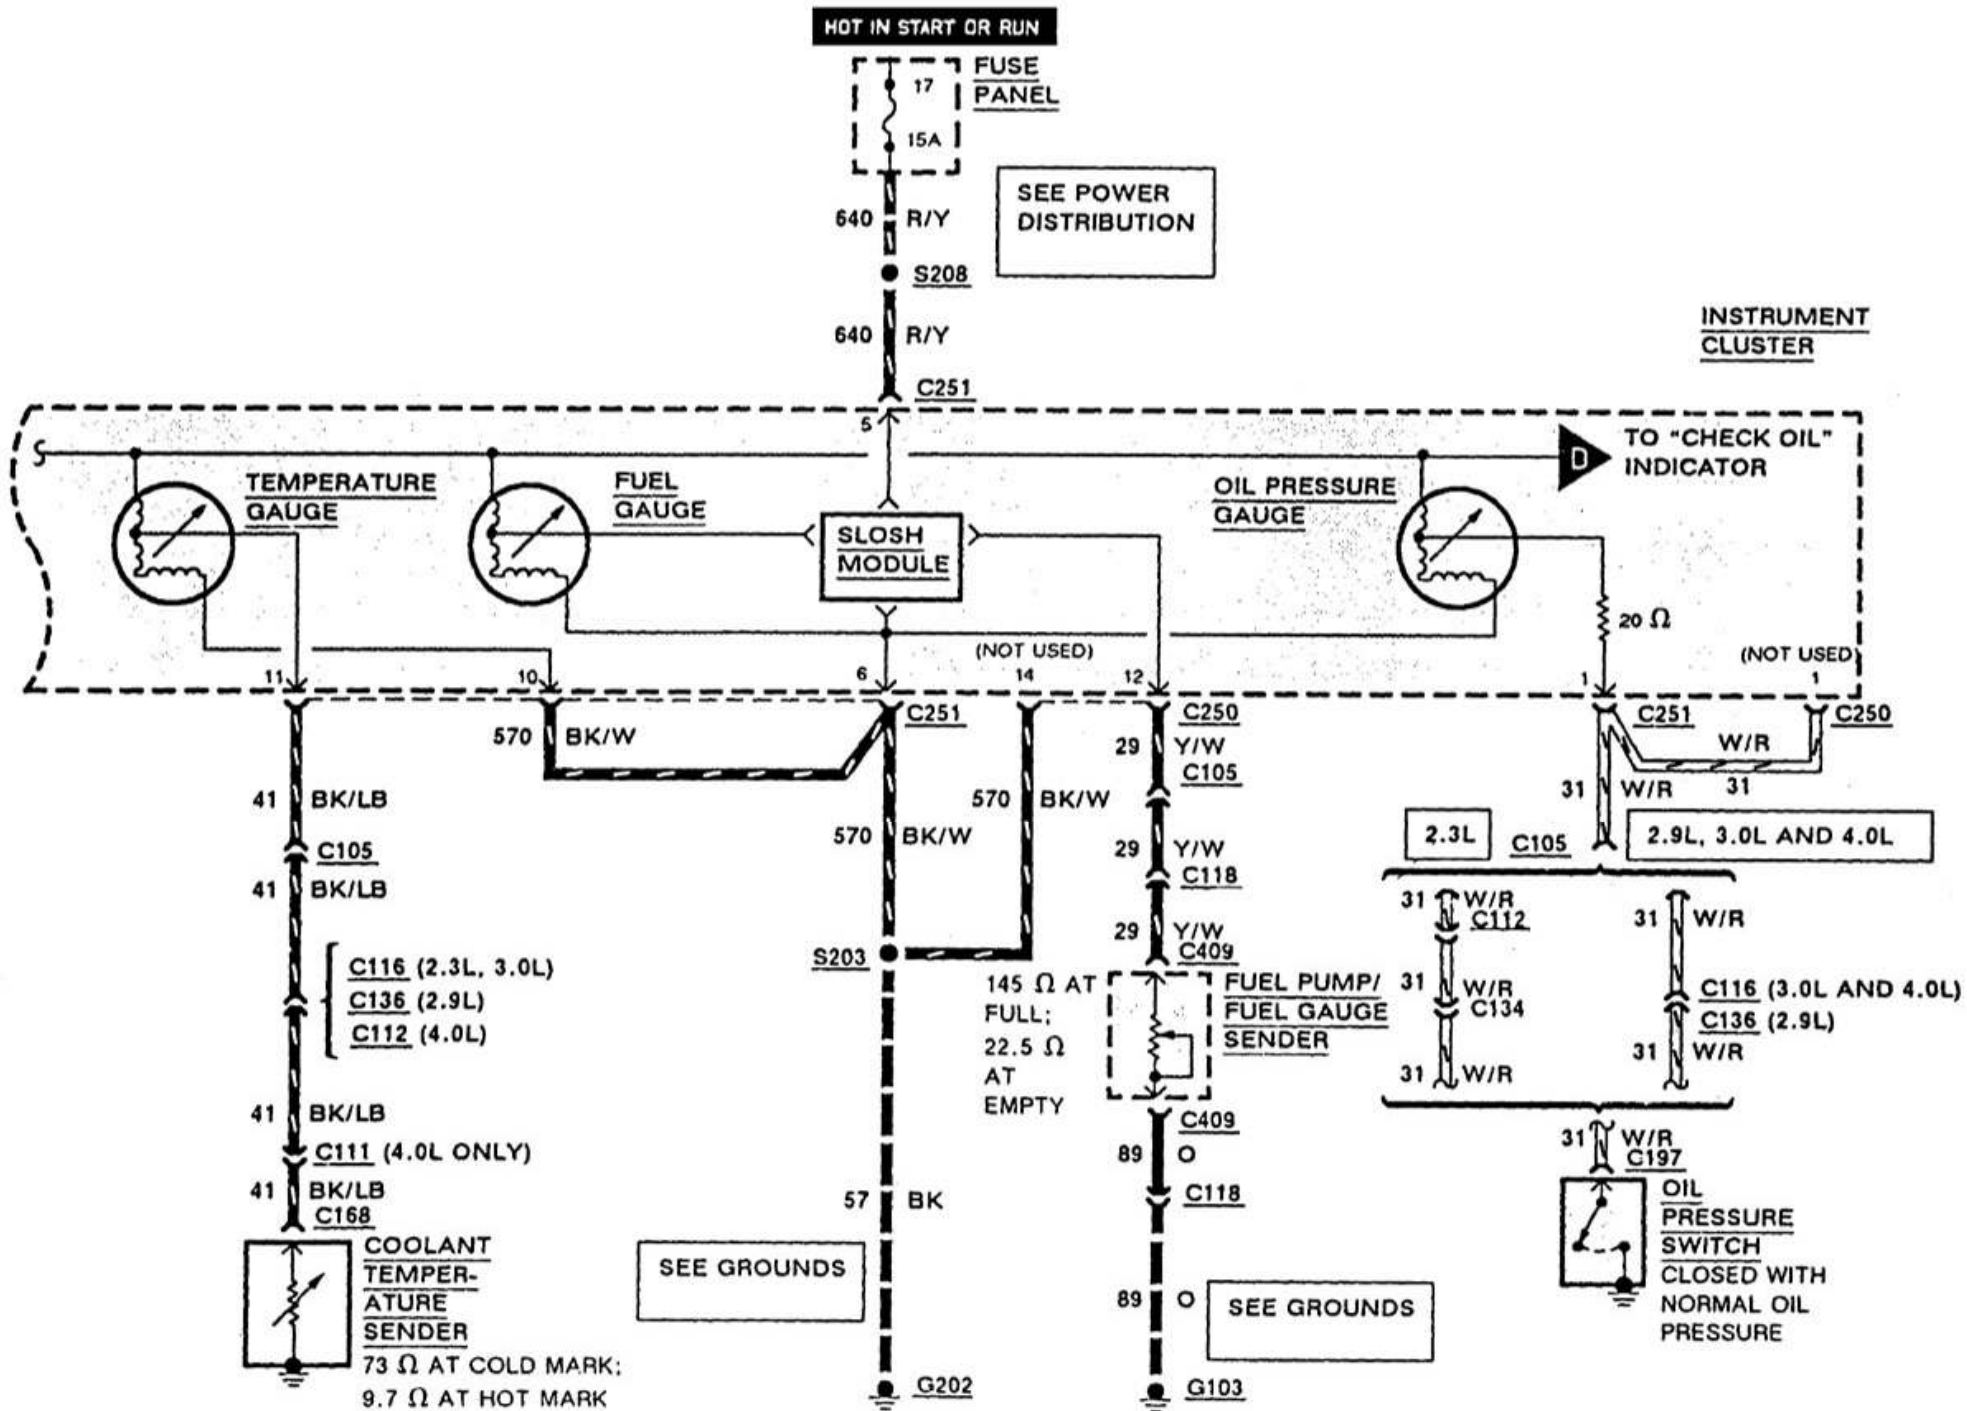 HOT IN START OR RUN
FUSE
PANEL
17
15A
SEE POWER
DISTRIBUTION
640 R/Y
S208
640 R/Y
C251
INSTRUMENT
CLUSTER
5
TO "CHECK OIL"
INDICATOR
D
TEMPERATURE
GAUGE
FUEL
GAUGE
SLOSH
MODULE
OIL PRESSURE
GAUGE
20 Ω
(NOT USED)
(NOT USED)
11
10
6
14
12
1
1
C251
C250
C251
C250
570 BK/W
29 Y/W
C105
W/R
31
41 BK/LB
570 BK/W
570 BK/W
31 W/R
C105
29 Y/W
C118
2.3L
C105
2.9L, 3.0L AND 4.0L
41 BK/LB
31 W/R
C112
31 W/R
29 Y/W
C409
S203
C116 (2.3L, 3.0L)
C136 (2.9L)
C112 (4.0L)
145 Ω AT
FULL;
22.5 Ω
AT
EMPTY
FUEL PUMP/
FUEL GAUGE
SENDER
31 W/R
C134
C116 (3.0L AND 4.0L)
C136 (2.9L)
31 W/R
31 W/R
41 BK/LB
C111 (4.0L ONLY)
C409
89 O
C118
31 W/R
C197
41 BK/LB
C168
57 BK
OIL
PRESSURE
SWITCH
CLOSED WITH
NORMAL OIL
PRESSURE
COOLANT
TEMPER-
ATURE
SENDER
73 Ω AT COLD MARK;
9.7 Ω AT HOT MARK
SEE GROUNDS
89 O
SEE GROUNDS
G202
G103